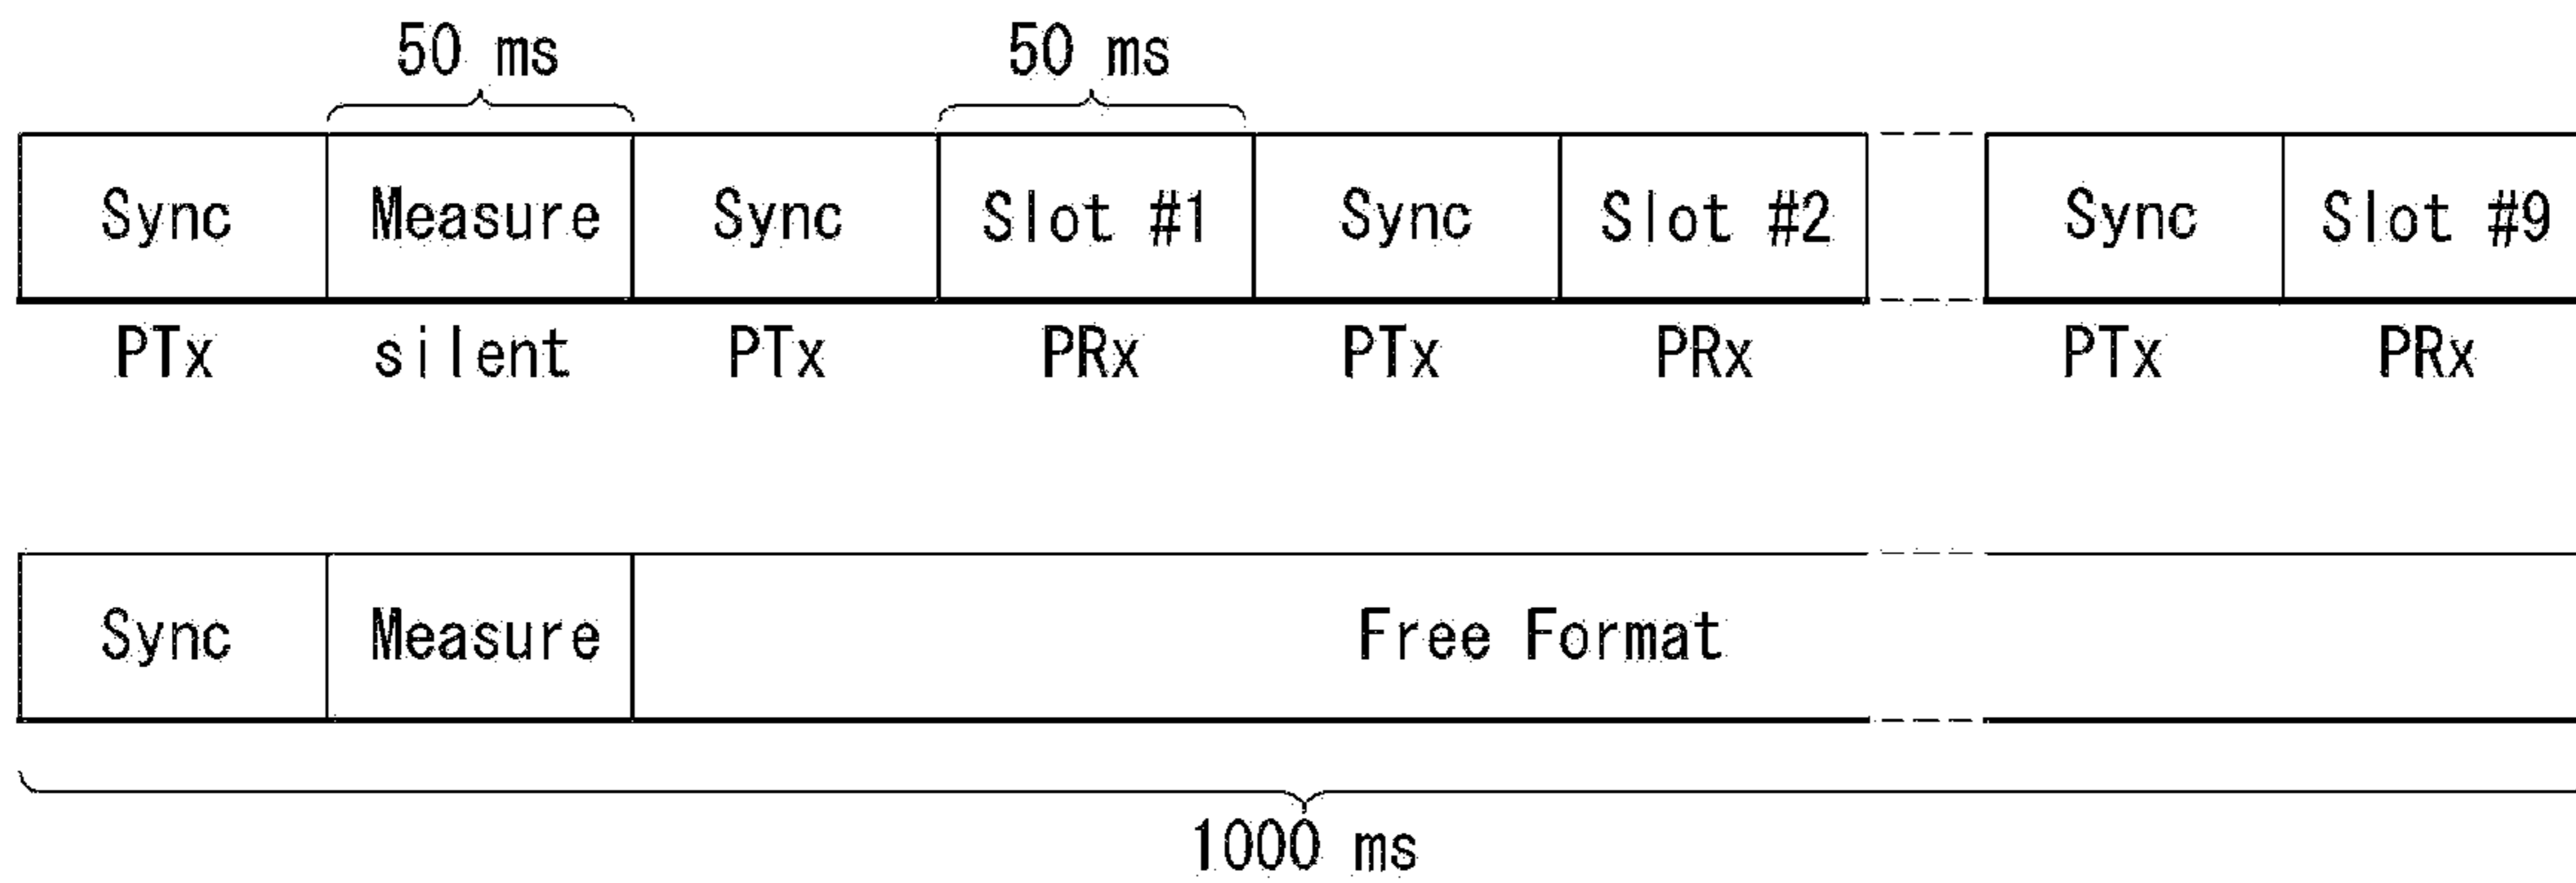 50 ms 50 ms
Sync Measure Sync Slot #1 Sync Slot #2 Sync Slot #9
PTx silent PTx PRx PTx PRx PTx PRx
Sync Measure Free Format
1000 ms